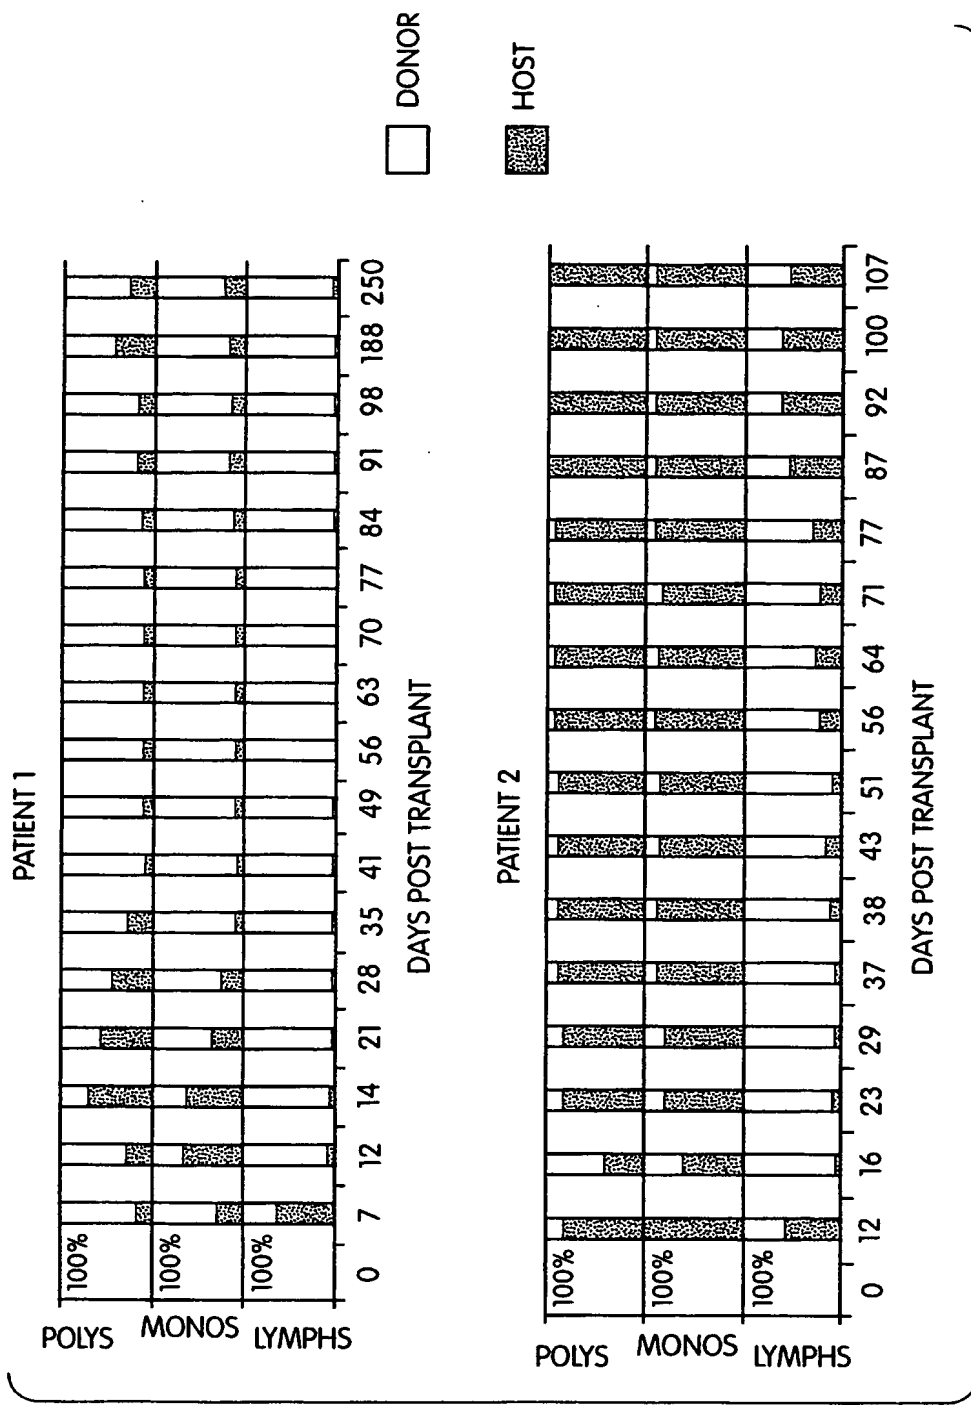 PATIENT 1
POLYS 100%
MONOS 100%
LYMPHS 100%
0 7 12 14 21 28 35 41 49 56 63 70 77 84 91 98 188 250
DAYS POST TRANSPLANT
PATIENT 2
POLYS 100%
MONOS 100%
LYMPHS 100%
0 12 16 23 29 37 38 43 51 56 64 71 77 87 92 100 107
DAYS POST TRANSPLANT
DONOR
HOST